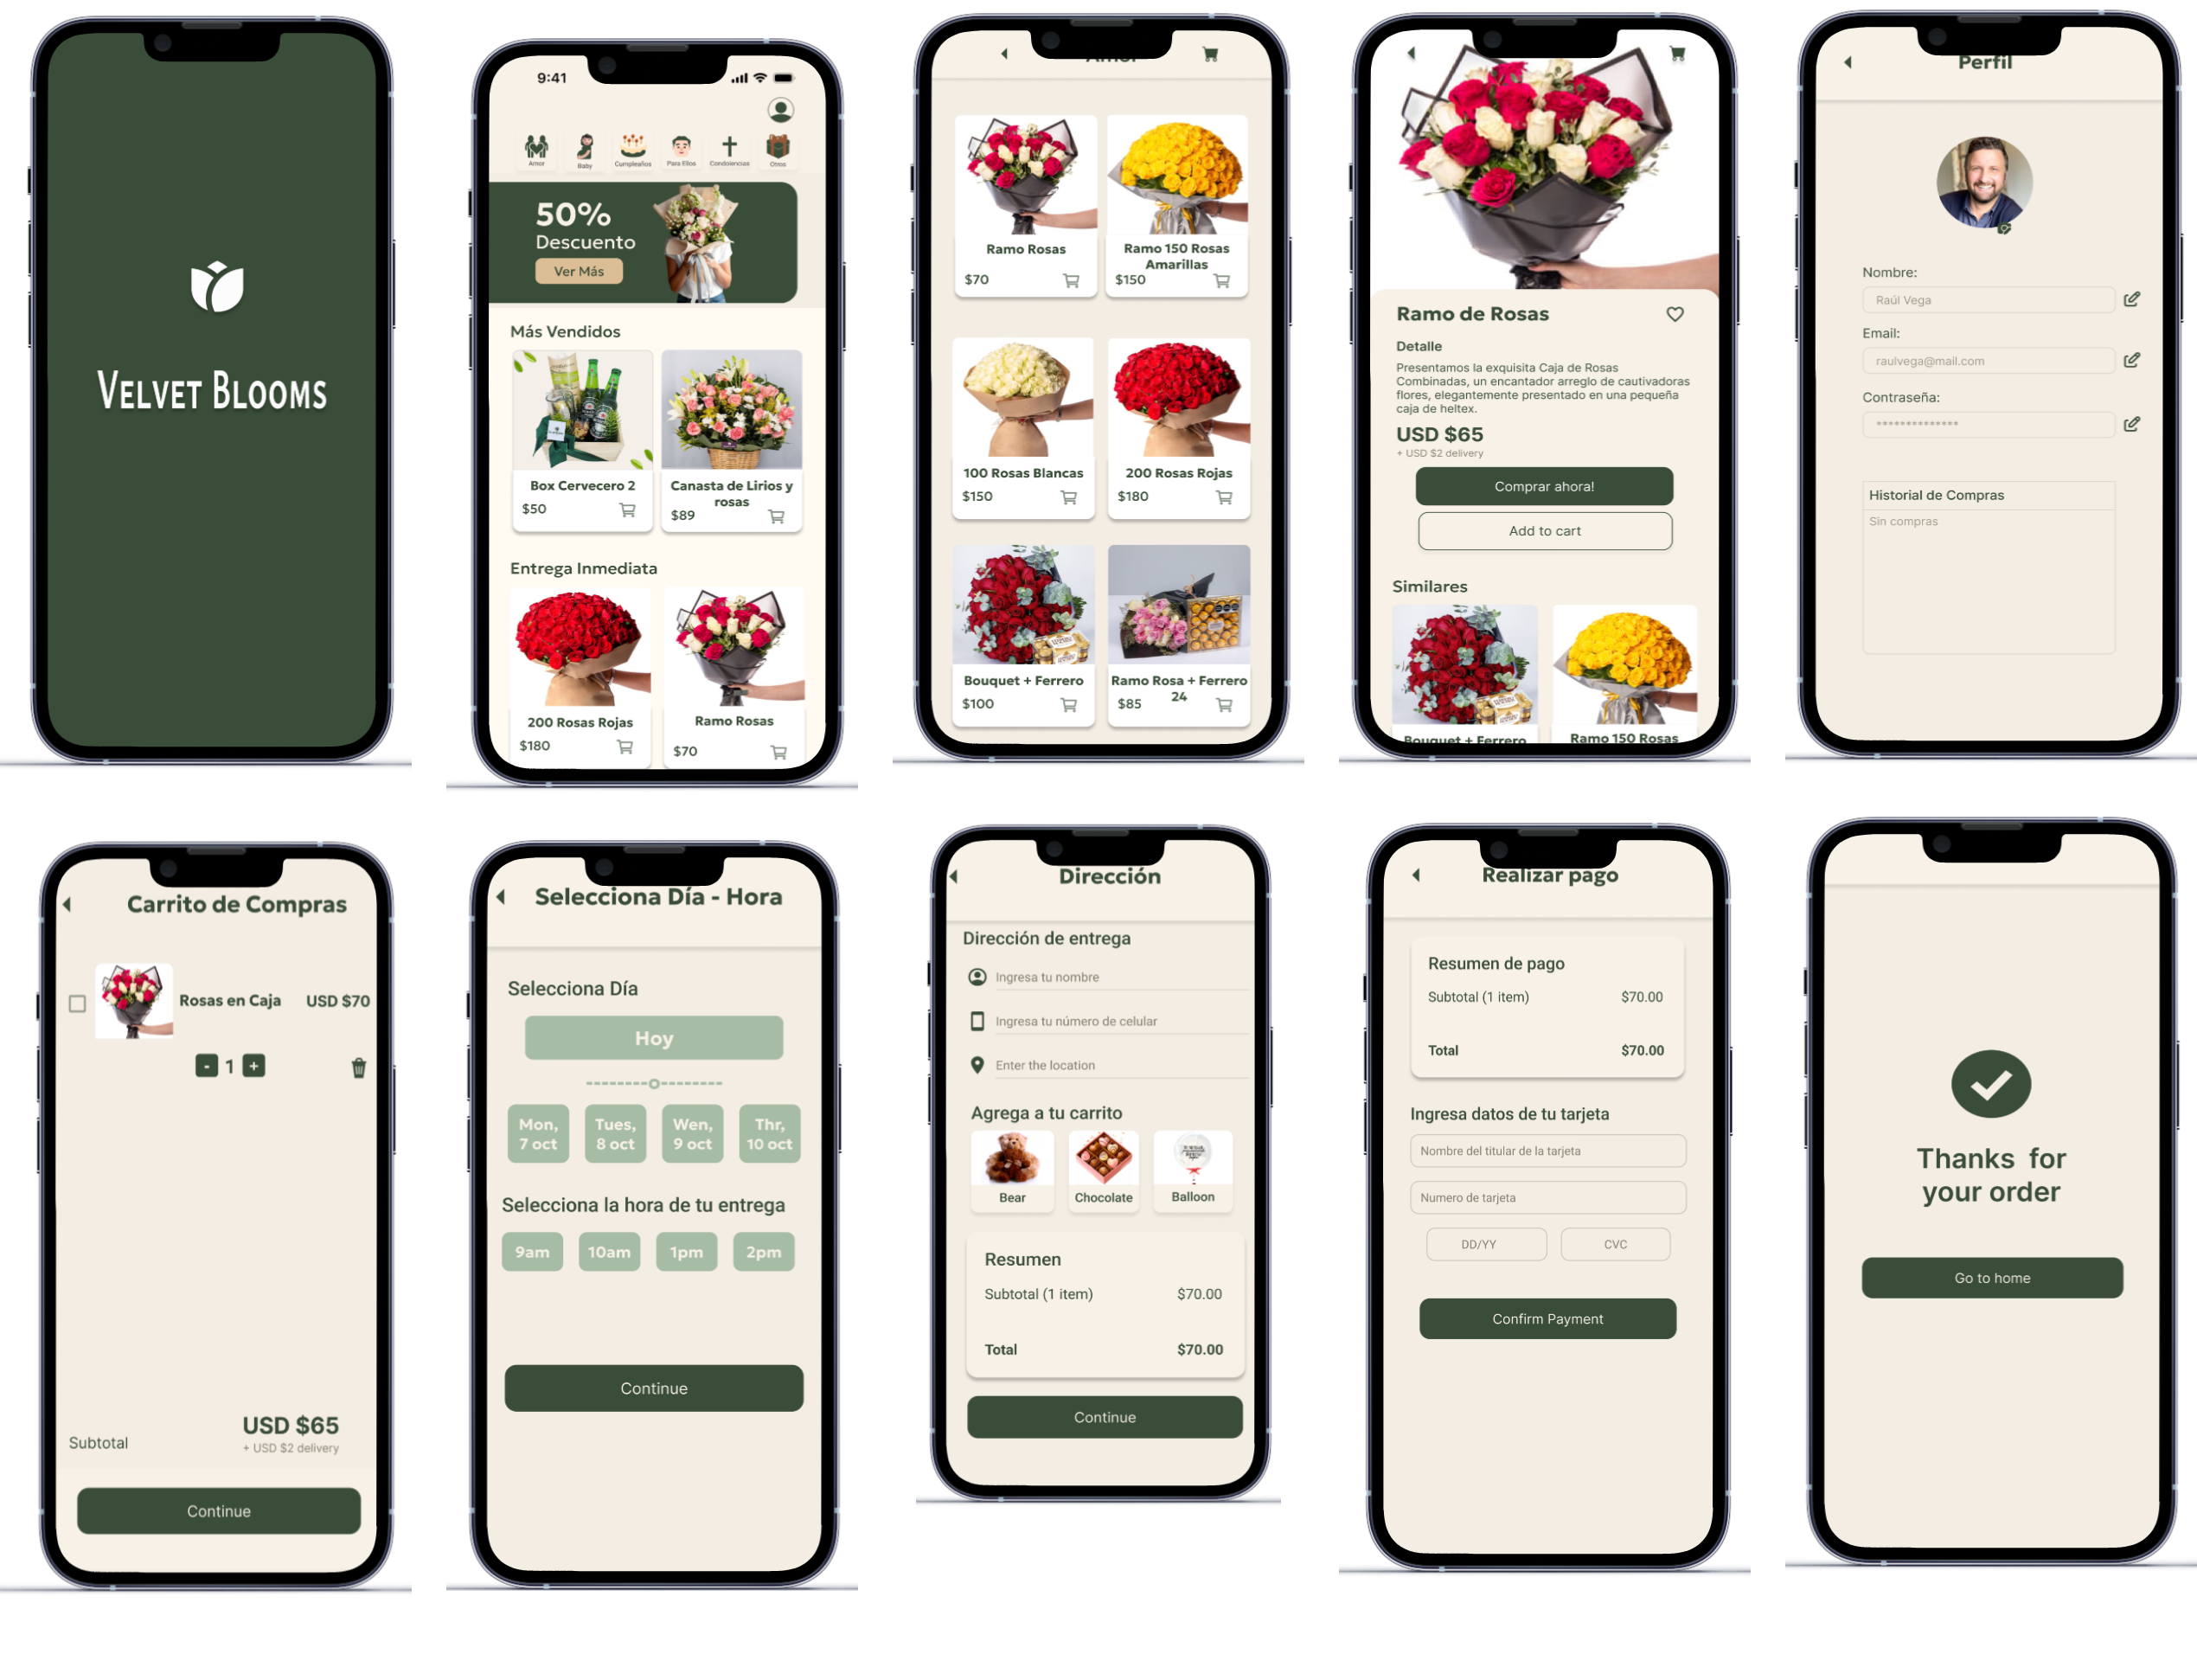 VELVET BLOOMS
9:41
Amor
Baby
Cumpleaños
Para Ellos
Condolencias
Otros
50%
Descuento
Ver Más
Más Vendidos
Box Cervecero 2
$50
Canasta de Lirios y
rosas
$89
Entrega Inmediata
200 Rosas Rojas
$180
Ramo Rosas
$70
Amor
Ramo Rosas
$70
Ramo 150 Rosas
Amarillas
$150
100 Rosas Blancas
$150
200 Rosas Rojas
$180
Bouquet + Ferrero
$100
Ramo Rosa + Ferrero
24
$85
Ramo de Rosas
Detalle
Presentamos la exquisita Caja de Rosas
Combinadas, un encantador arreglo de cautivadoras
flores, elegantemente presentado en una pequeña
caja de heltex.
USD $65
+ USD $2 delivery
Comprar ahora!
Add to cart
Similares
Bouquet + Ferrero
Ramo 150 Rosas
Perfil
Nombre:
Raúl Vega
Email:
raulvega@mail.com
Contraseña:
**************
Historial de Compras
Sin compras
Carrito de Compras
Rosas en Caja USD $70
- 1 +
Subtotal
USD $65
+ USD $2 delivery
Continue
Selecciona Día - Hora
Selecciona Día
Hoy
Mon,
7 oct
Tues,
8 oct
Wen,
9 oct
Thr,
10 oct
Selecciona la hora de tu entrega
9am 10am 1pm 2pm
Continue
Dirección
Dirección de entrega
Ingresa tu nombre
Ingresa tu número de celular
Enter the location
Agrega a tu carrito
Bear Chocolate Balloon
Resumen
Subtotal (1 item) $70.00
Total $70.00
Continue
Realizar pago
Resumen de pago
Subtotal (1 item) $70.00
Total $70.00
Ingresa datos de tu tarjeta
Nombre del titular de la tarjeta
Numero de tarjeta
DD/YY CVC
Confirm Payment
Thanks for
your order
Go to home